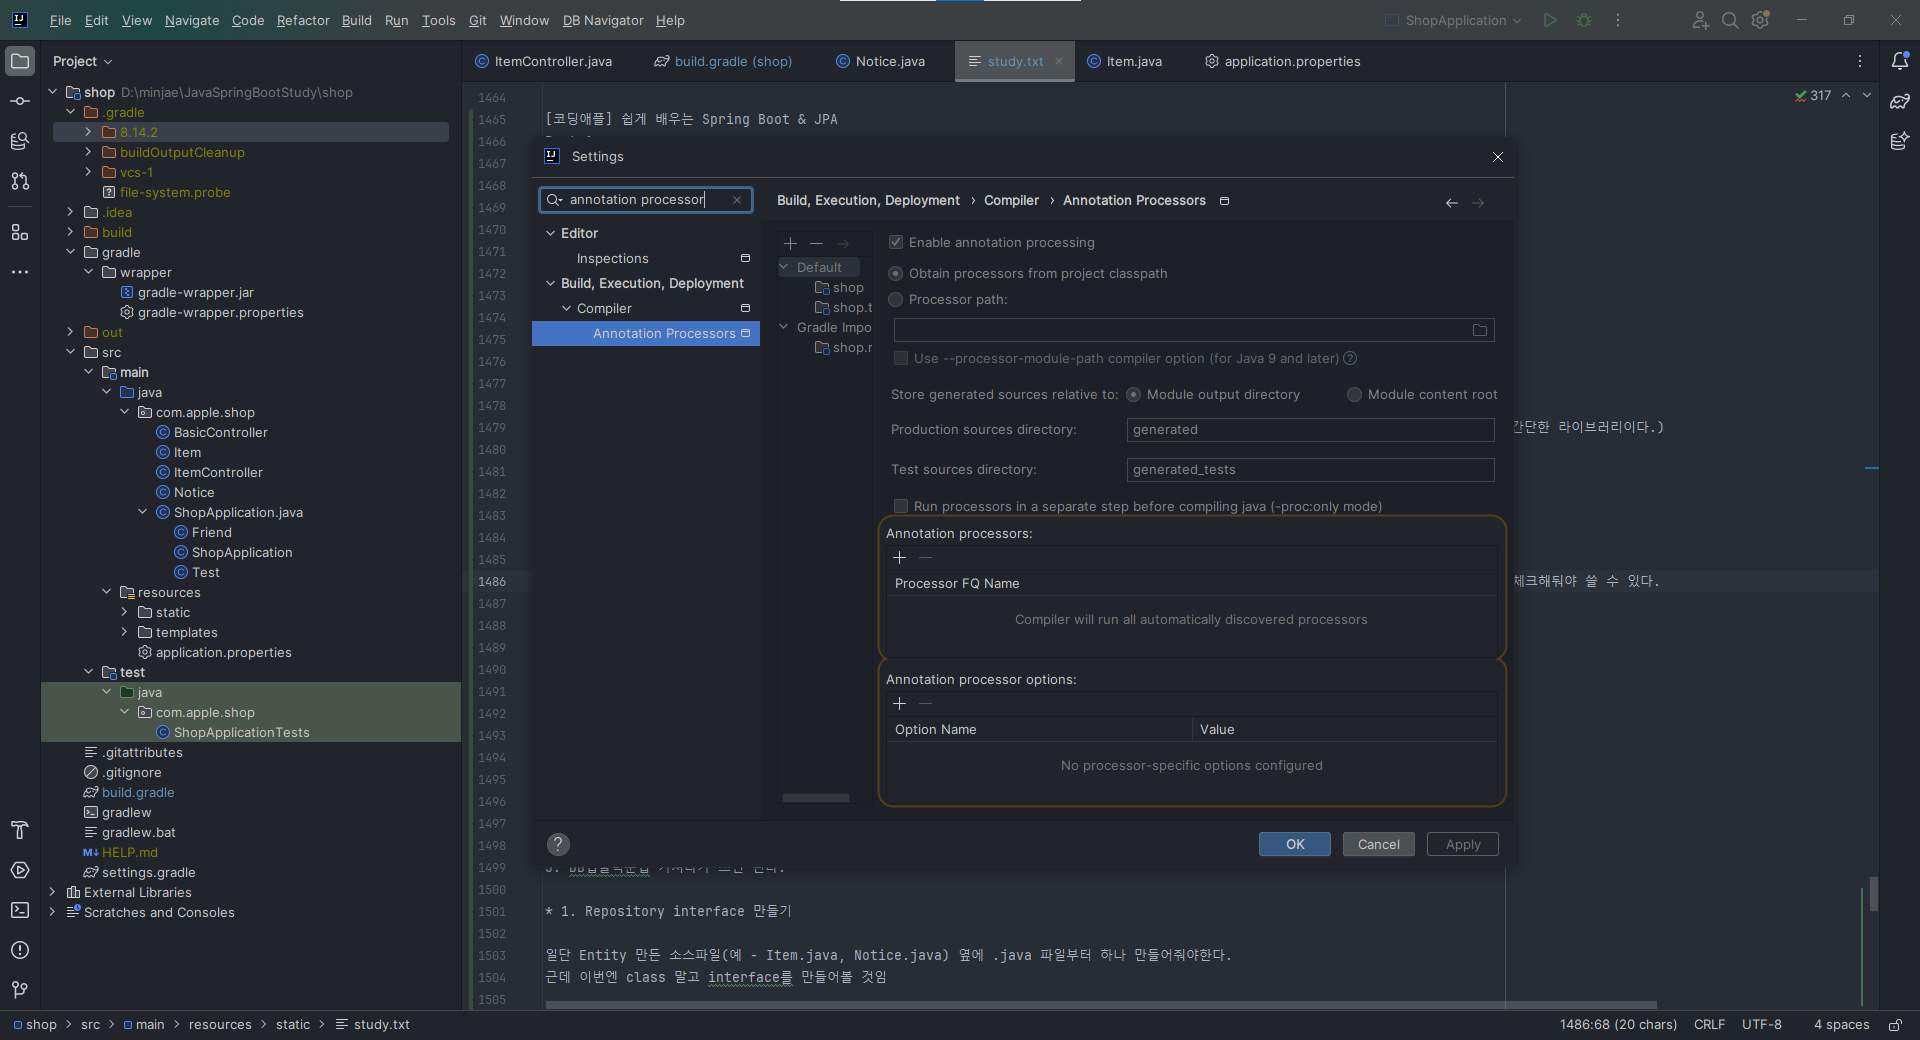 File Edit View Navigate Code Refactor Build Run Tools Git Window DB Navigator Help
ShopApplication
Project
ItemController.java build.gradle (shop) Notice.java study.txt Item.java application.properties
shop D:\minjae\JavaSpringBootStudy\shop
.gradle
8.14.2
buildOutputCleanup
vcs-1
file-system.probe
.idea
build
gradle
wrapper
gradle-wrapper.jar
gradle-wrapper.properties
out
src
main
java
com.apple.shop
BasicController
Item
ItemController
Notice
ShopApplication.java
Friend
ShopApplication
Test
resources
static
templates
application.properties
test
java
com.apple.shop
ShopApplicationTests
.gitattributes
.gitignore
build.gradle
gradlew
gradlew.bat
HELP.md
settings.gradle
External Libraries
Scratches and Consoles
317
1464
1465 [코딩애플] 쉽게 배우는 Spring Boot & JPA
1466
1467
1468
1469
1470
1471
1472
1473
1474
1475
1476
1477
1478
1479 간단한 라이브러리이다.)
1480
1481
1482
1483
1484
1485
1486 체크해둬야 쓸 수 있다.
1487
1488
1489
1490
1491
1492
1493
1494
1495
1496
1497
1498
1499
1500
1501 * 1. Repository interface 만들기
1502
1503 일단 Entity 만든 소스파일(예 - Item.java, Notice.java) 옆에 .java 파일부터 하나 만들어줘야한다.
1504 근데 이번엔 class 말고 interface를 만들어볼 것임
1505
Settings
annotation processor
Editor
Inspections
Build, Execution, Deployment
Compiler
Annotation Processors
Build, Execution, Deployment › Compiler › Annotation Processors
Default
shop
shop.t
Gradle Impo
shop.r
Enable annotation processing
Obtain processors from project classpath
Processor path:
Use --processor-module-path compiler option (for Java 9 and later)
Store generated sources relative to: Module output directory Module content root
Production sources directory: generated
Test sources directory: generated_tests
Run processors in a separate step before compiling java (-proc:only mode)
Annotation processors:
Processor FQ Name
Compiler will run all automatically discovered processors
Annotation processor options:
Option Name Value
No processor-specific options configured
? OK Cancel Apply
shop > src > main > resources > static > study.txt
1486:68 (20 chars) CRLF UTF-8 4 spaces